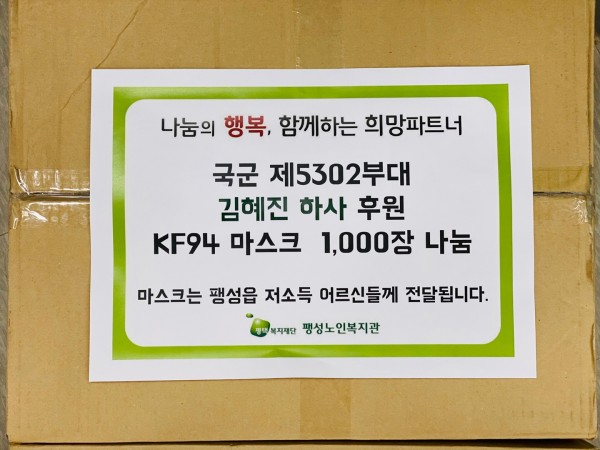 나눔의 행복, 함께하는 희망파트너
국군 제5302부대
김혜진 하사 후원
KF94 마스크 1,000장 나눔
마스크는 팽성읍 저소득 어르신들께 전달됩니다.
평택 복지재단 팽성노인복지관